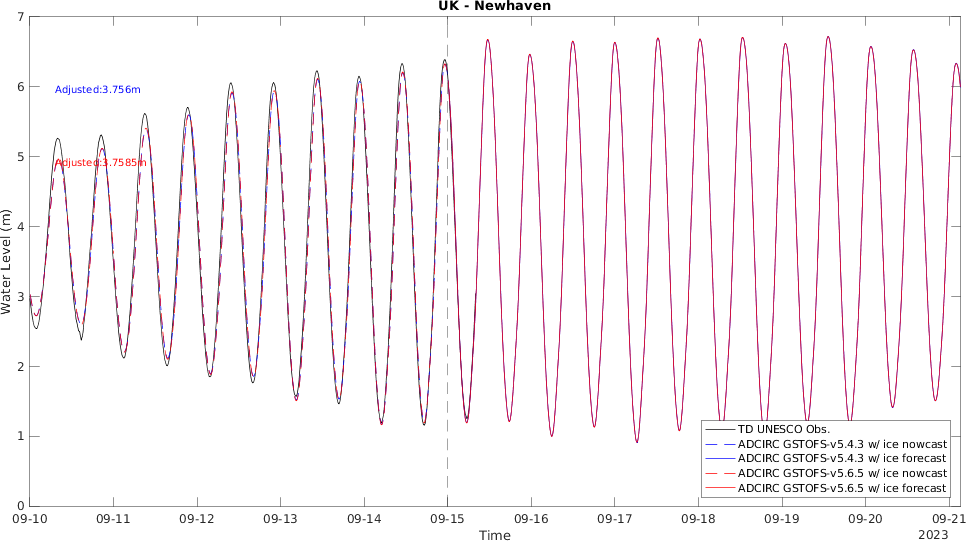 UK - Newhaven
7
6
5
4
3
2
1
0
Water Level (m)
Adjusted:3.756m
Adjusted:3.7585m
TD UNESCO Obs.
ADCIRC GSTOFS-v5.4.3 w/ ice nowcast
ADCIRC GSTOFS-v5.4.3 w/ ice forecast
ADCIRC GSTOFS-v5.6.5 w/ ice nowcast
ADCIRC GSTOFS-v5.6.5 w/ ice forecast
09-10 09-11 09-12 09-13 09-14 09-15 09-16 09-17 09-18 09-19 09-20 09-21
Time
2023